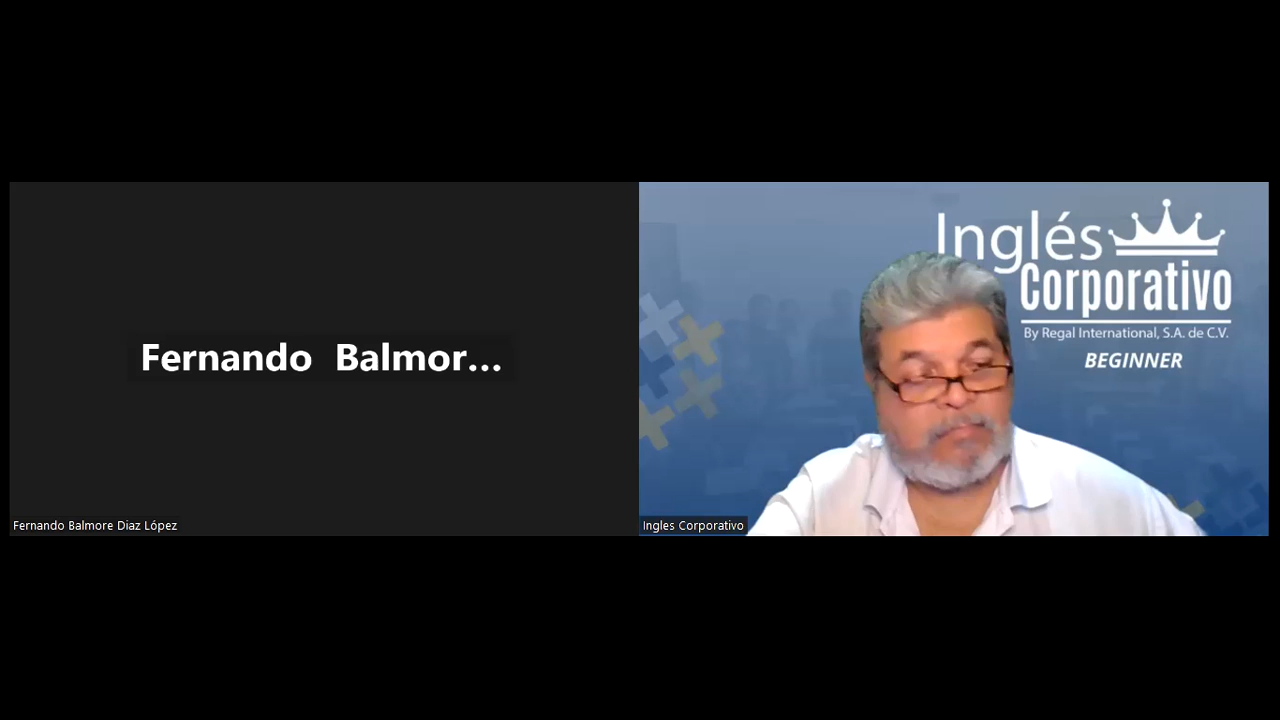 Fernando Balmor...
Fernando Balmore Diaz López
Inglés
Corporativo
By Regal International, S.A. de C.V.
BEGINNER
Ingles Corporativo